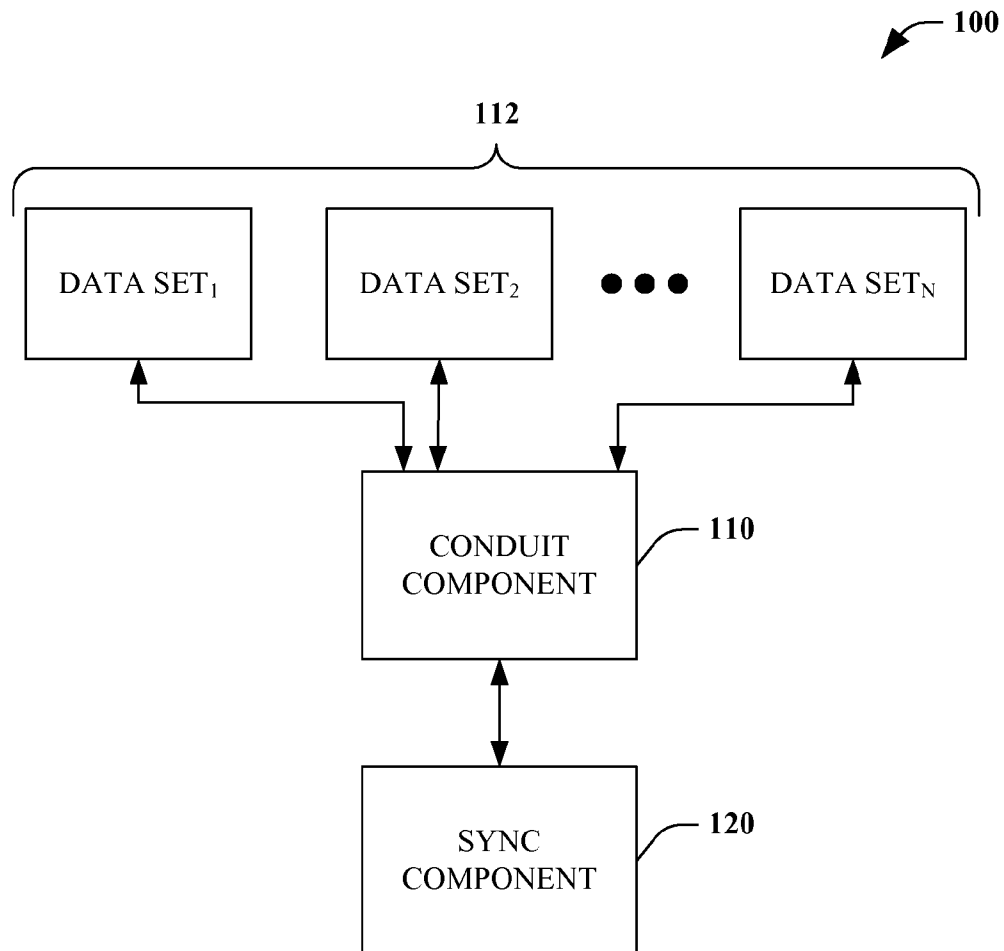 100
112
DATA SET₁
DATA SET₂
DATA SETN
CONDUIT
COMPONENT
110
SYNC
COMPONENT
120